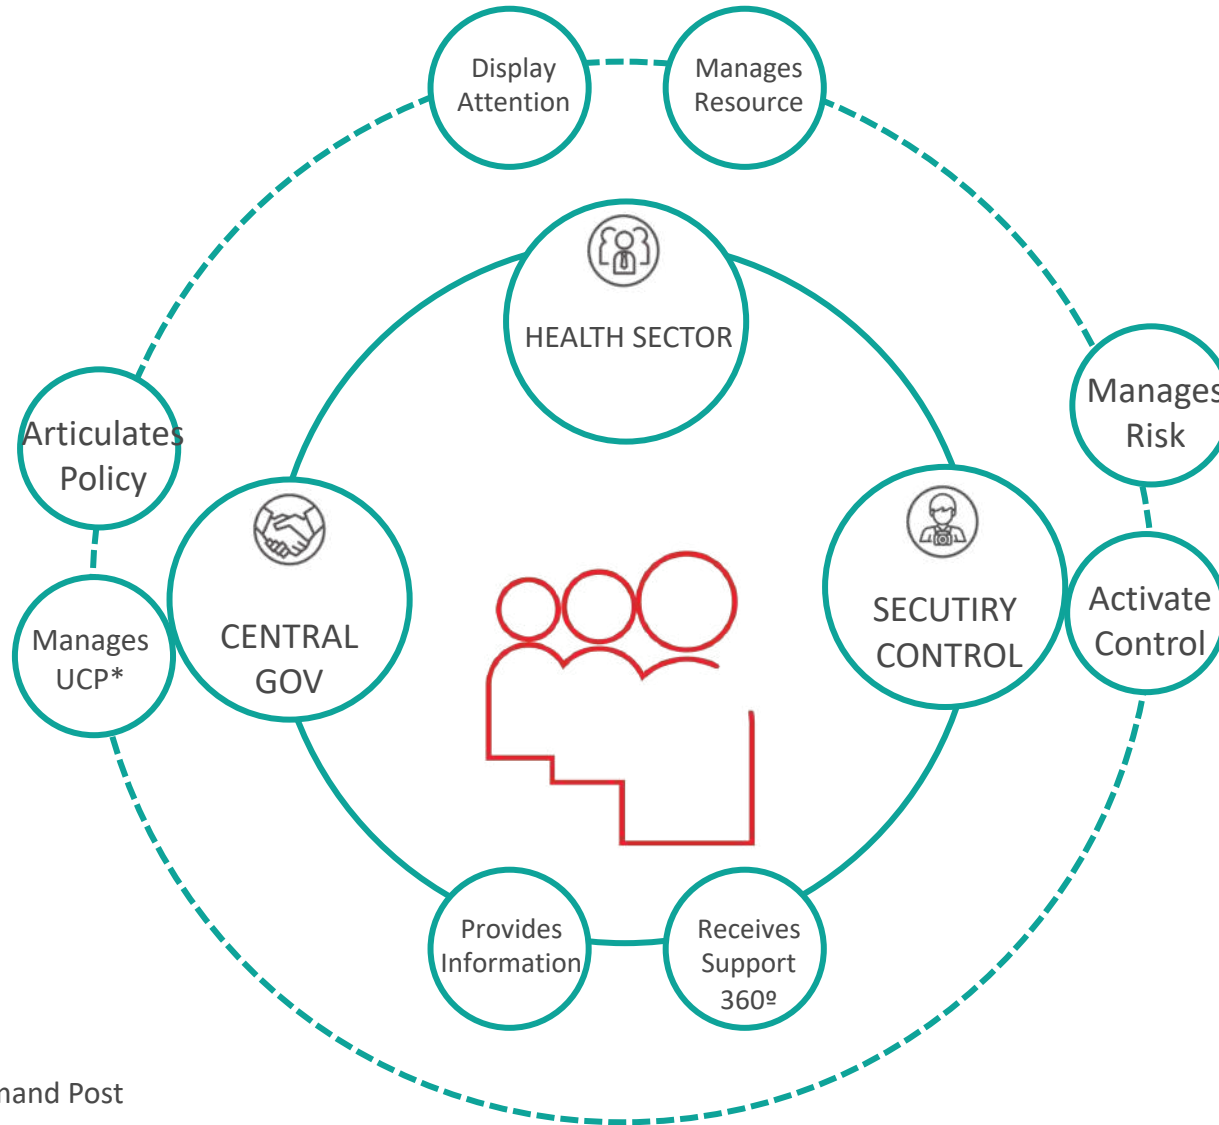 Display
Attention
Manages
Resource
HEALTH SECTOR
Articulates
Policy
Manages
Risk
CENTRAL
GOV
SECUTIRY
CONTROL
Manages
UCP*
Activate
Control
Provides
Information
Receives
Support
360º
Post